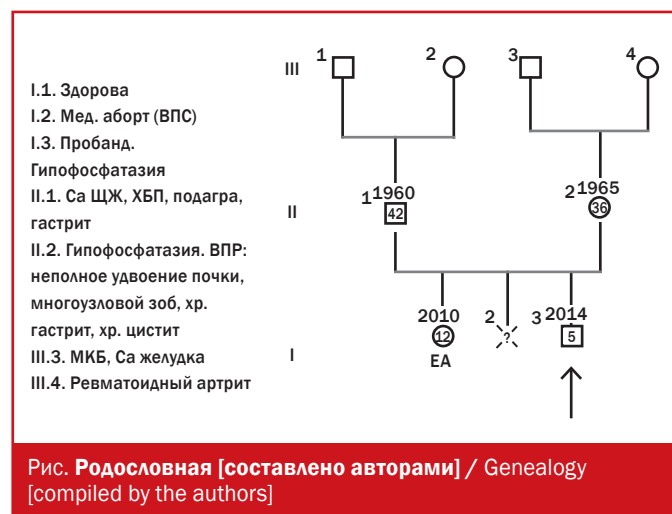 I.1. Здорова
I.2. Мед. аборт (ВПС)
I.3. Пробанд.
Гипофосфатазия
II.1. Са ЩЖ, ХБП, подагра,
гастрит
II.2. Гипофосфатазия. ВПР:
неполное удвоение почки,
многоузловой зоб, хр.
гастрит, хр. цистит
III.3. МКБ, Са желудка
III.4. Ревматоидный артрит
III 1 2 3 4
II 1 1960 2 1965
42 36
2010 2 3 2014
I 12 ? 5
EA
Рис. Родословная [составлено авторами] / Genealogy
[compiled by the authors]